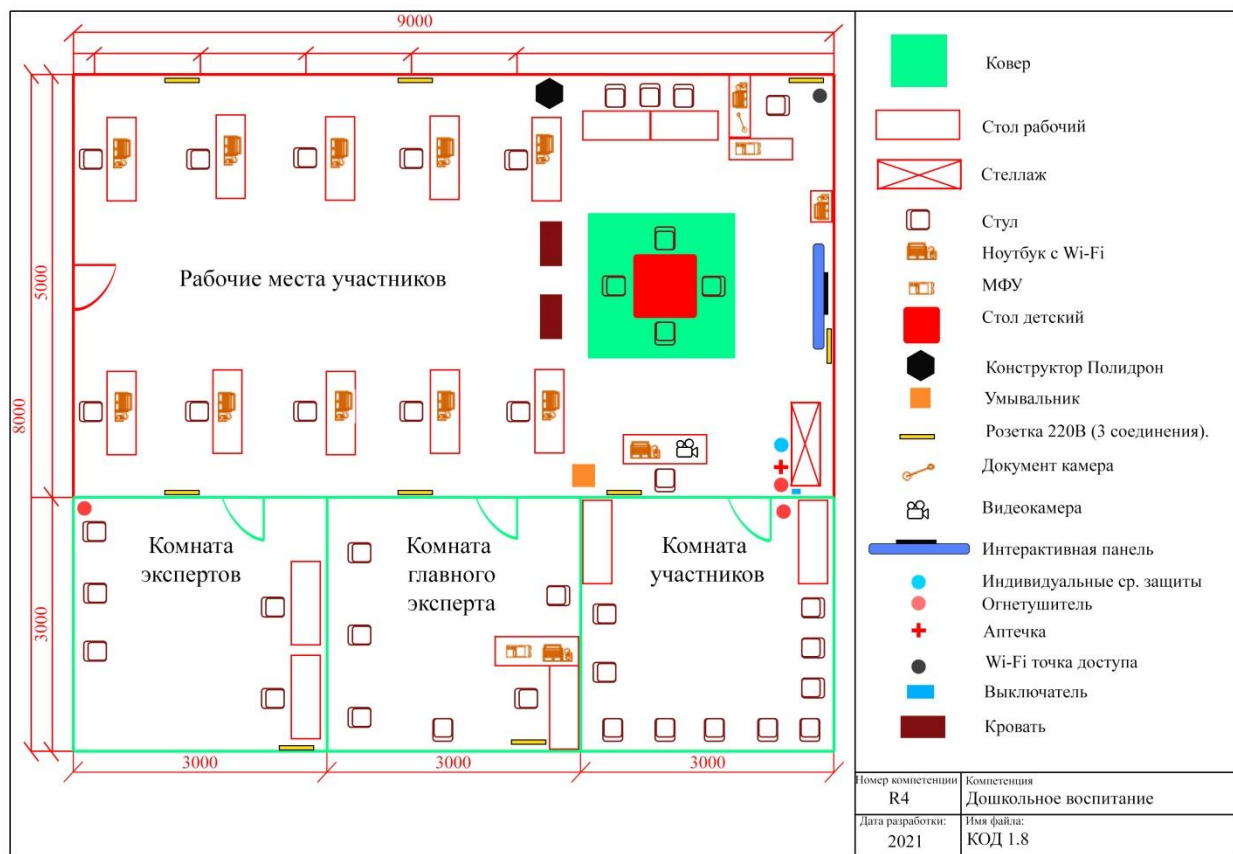 9000
5000
8000
3000
Рабочие места участников
Комната
экспертов
Комната
главного
эксперта
Комната
участников
3000
3000
3000
Ковер
Стол рабочий
Стеллаж
Стул
Ноутбук с Wi-Fi
МФУ
Стол детский
Конструктор Полидрон
Умывальник
Розетка 220В (3 соединения).
Документ камера
Видеокамера
Интерактивная панель
Индивидуальные ср. защиты
Огнетушитель
Аптечка
Wi-Fi точка доступа
Выключатель
Кровать
Номер компетенции
R4
Компетенция
Дошкольное воспитание
Дата разработки:
2021
Имя файла:
КОД 1.8